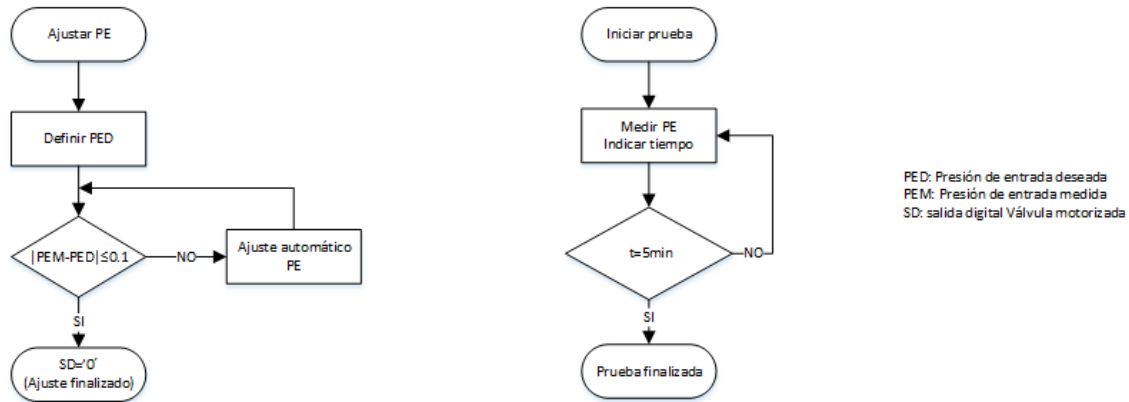 Ajustar PE
Definir PED
|PEM-PED|≤0.1
NO
Ajuste automático
PE
SI
SD='0'
(Ajuste finalizado)
Iniciar prueba
Medir PE
Indicar tiempo
t=5min
NO
SI
Prueba finalizada
PED: Presión de entrada deseada
PEM: Presión de entrada medida
SD: salida digital Válvula motorizada